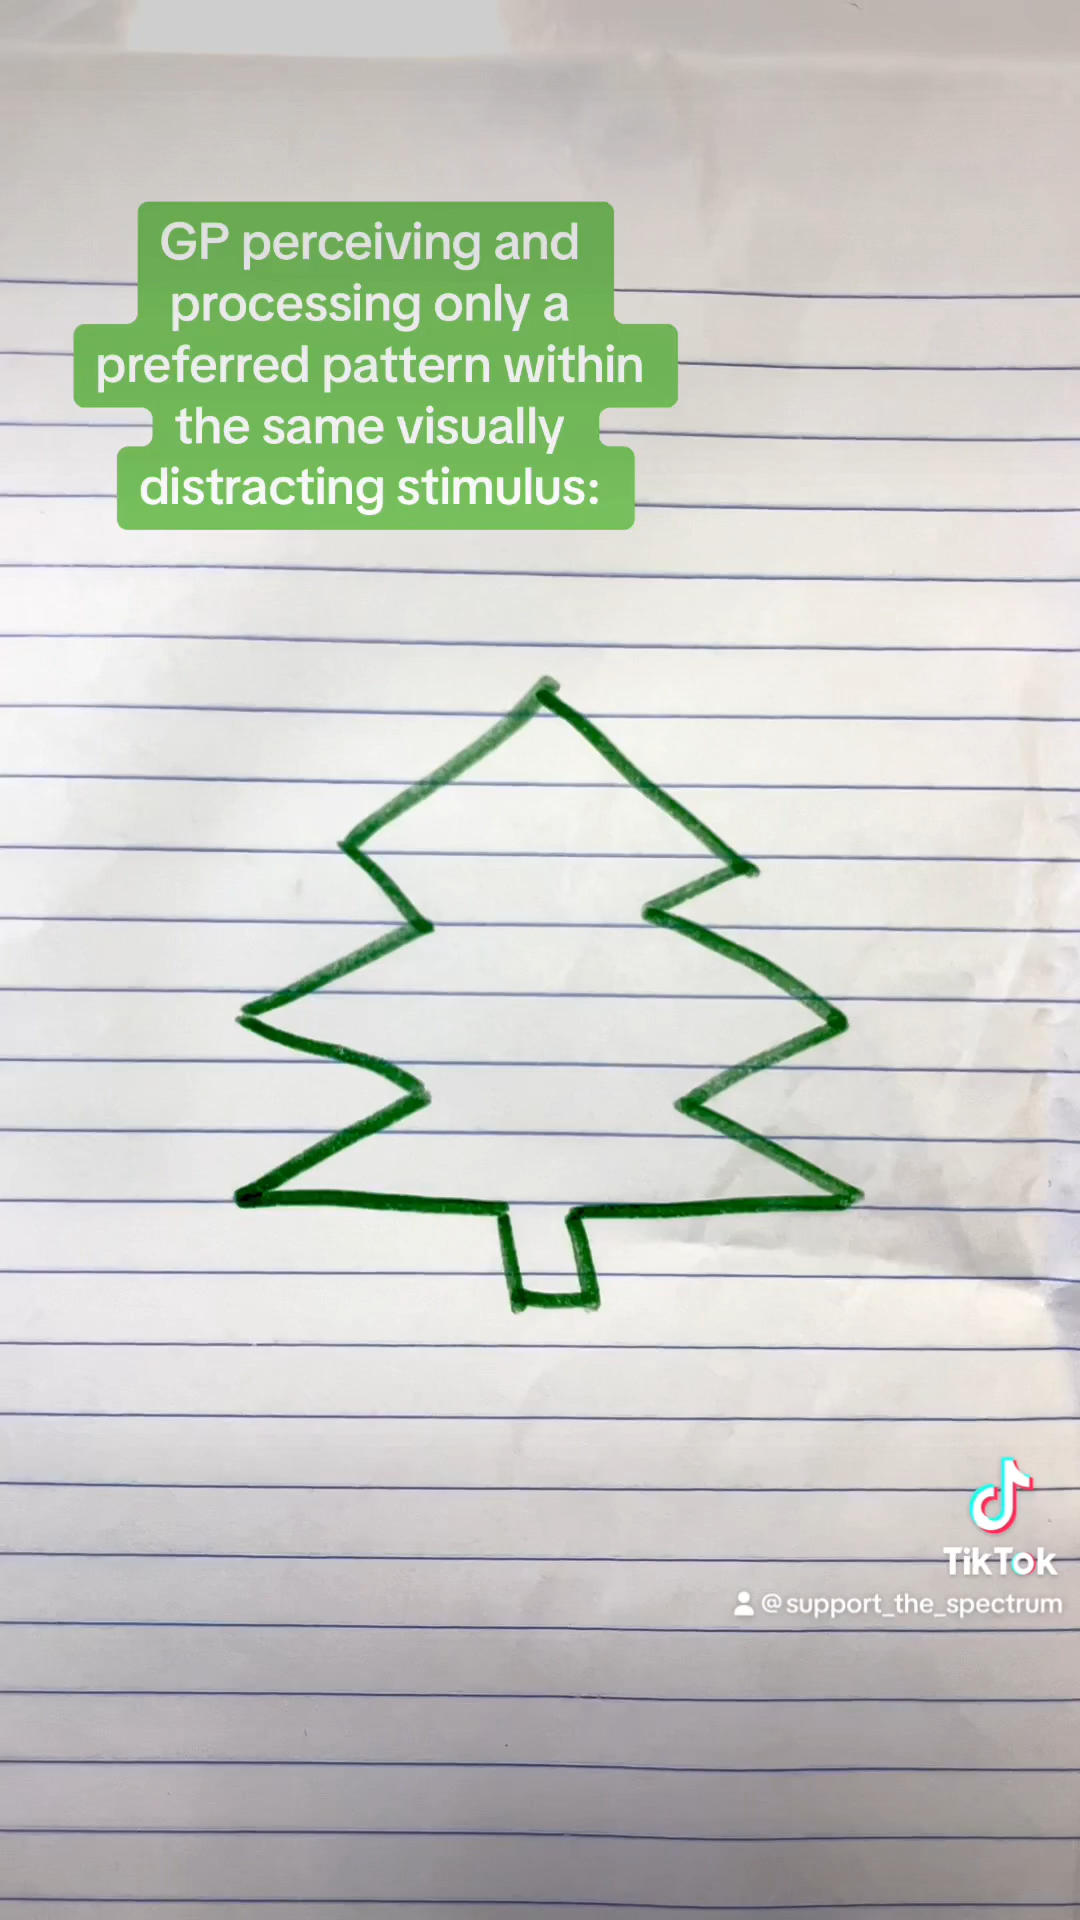 GP perceiving and
processing only a
preferred pattern within
the same visually
distracting stimulus:
TikTok
@support_the_spectrum